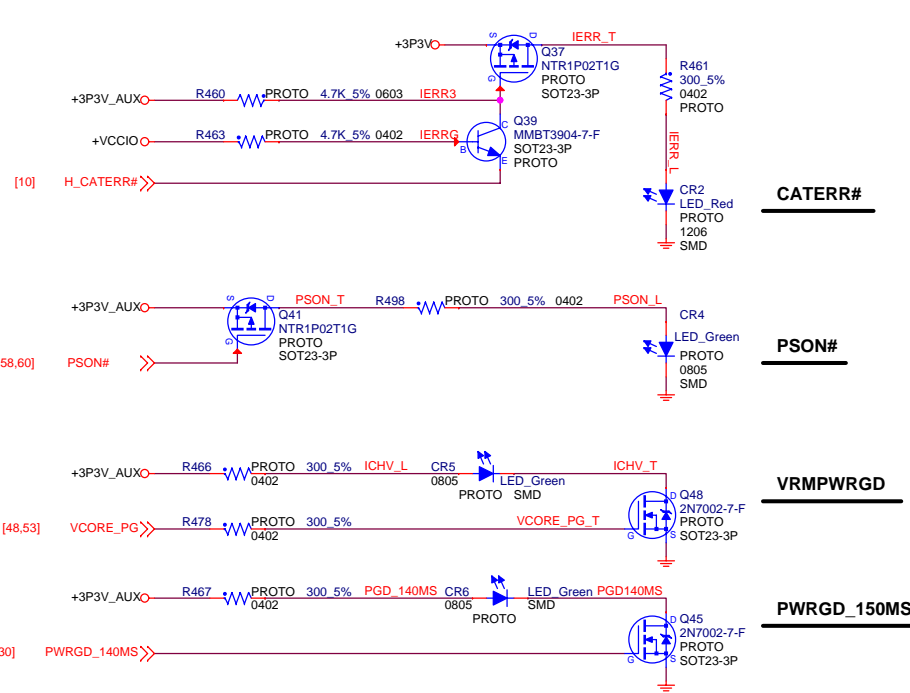 +3P3V
S
D
IERR_T
Q37
NTR1P02T1G
PROTO
SOT23-3P
G
R461
300_5%
0402
PROTO
+3P3V_AUX
R460
PROTO
4.7K_5% 0603
IERR3
+VCCIO
R463
PROTO
4.7K_5% 0402
IERRG
B
C
E
Q39
MMBT3904-7-F
SOT23-3P
PROTO
[10]
H_CATERR#
IERR_L
CR2
LED_Red
PROTO
1206
SMD
CATERR#
+3P3V_AUX
S
D
G
PSON_T
Q41
NTR1P02T1G
PROTO
SOT23-3P
R498
PROTO
300_5%
0402
PSON_L
CR4
LED_Green
PROTO
0805
SMD
PSON#
58,60]
PSON#
+3P3V_AUX
R466
PROTO
0402
300_5%
ICHV_L
CR5
0805
PROTO
LED_Green
SMD
ICHV_T
VRMPWRGD
[48,53]
VCORE_PG
R478
PROTO
0402
300_5%
VCORE_PG_T
D
G
S
Q48
2N7002-7-F
PROTO
SOT23-3P
+3P3V_AUX
R467
PROTO
0402
300_5%
PGD_140MS
CR6
0805
PROTO
LED_Green
SMD
PGD140MS
PWRGD_150MS
30]
PWRGD_140MS
D
G
S
Q45
2N7002-7-F
PROTO
SOT23-3P